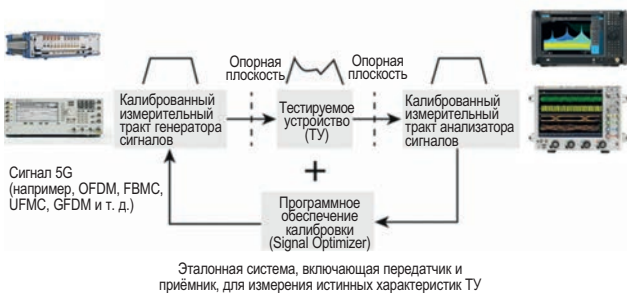 Опорная
плоскость
Опорная
плоскость
Калиброванный
измерительный
тракт генератора
сигналов
Тестируемое
устройство
(ТУ)
Калиброванный
измерительный
тракт анализатора
сигналов
Сигнал 5G
(например, OFDM, FBMC,
UFMC, GFDM и т. д.)
+
Программное
обеспечение
калибровки
(Signal Optimizer)
Эталонная система, включающая передатчик и
приёмник, для измерения истинных характеристик ТУ